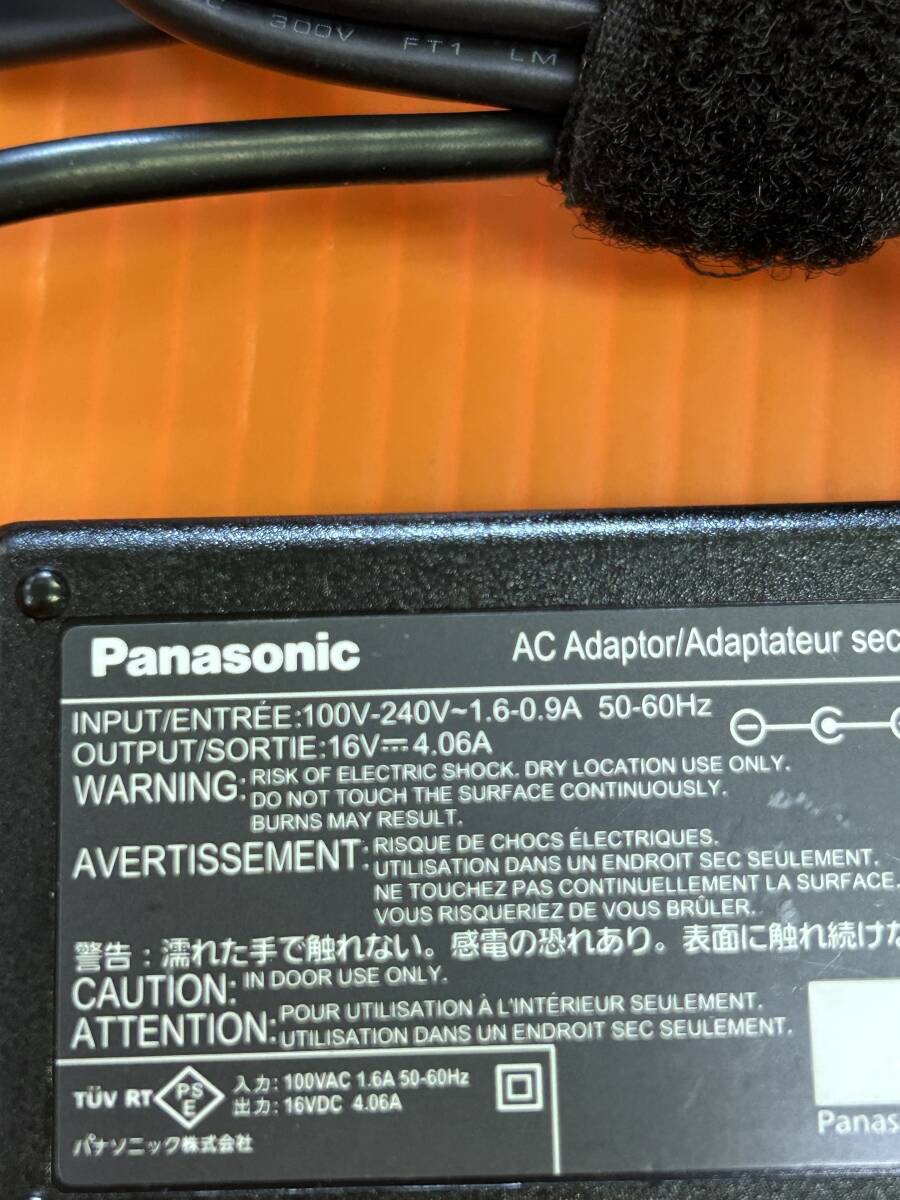 300V FT1 LM
Panasonic
AC Adaptor/Adaptateur sec
INPUT/ENTRÉE:100V-240V~1.6-0.9A 50-60Hz
OUTPUT/SORTIE:16V⎓4.06A
WARNING: RISK OF ELECTRIC SHOCK. DRY LOCATION USE ONLY.
DO NOT TOUCH THE SURFACE CONTINUOUSLY.
BURNS MAY RESULT.
AVERTISSEMENT: RISQUE DE CHOCS ÉLECTRIQUES.
UTILISATION DANS UN ENDROIT SEC SEULEMENT.
NE TOUCHEZ PAS CONTINUELLEMENT LA SURFACE.
VOUS RISQUERIEZ DE VOUS BRÛLER.
警告:濡れた手で触れない。感電の恐れあり。表面に触れ続けな
CAUTION: IN DOOR USE ONLY.
ATTENTION: POUR UTILISATION À L'INTÉRIEUR SEULEMENT.
UTILISATION DANS UN ENDROIT SEC SEULEMENT.
TÜV RT PSE 入力: 100VAC 1.6A 50-60Hz
出力: 16VDC 4.06A
パナソニック株式会社
Panas